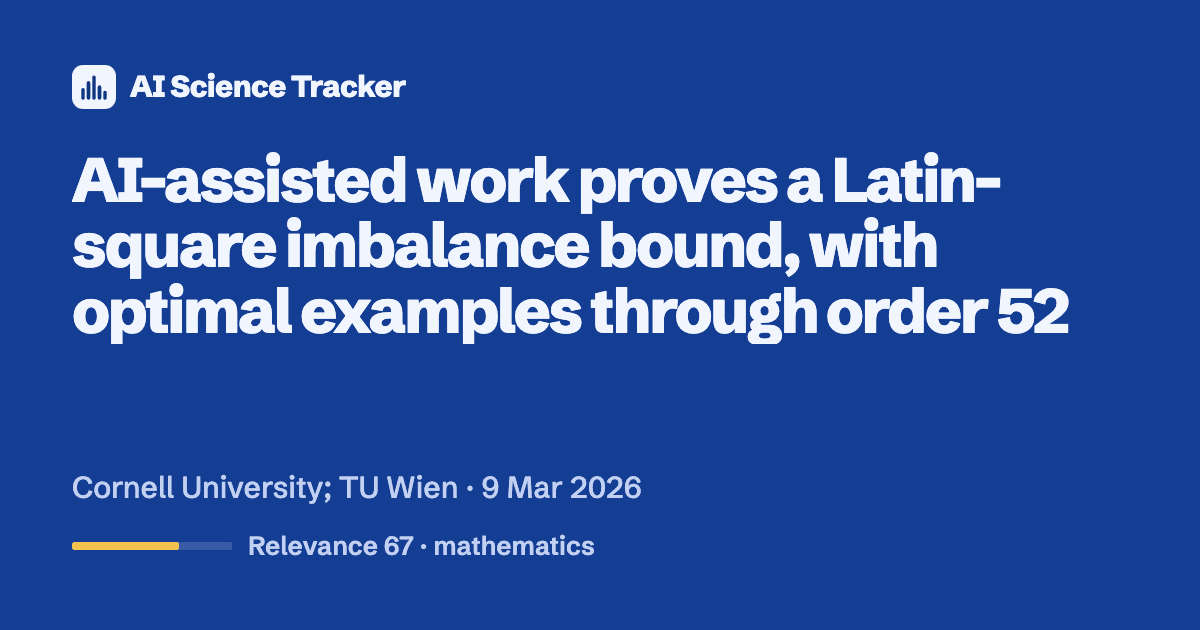 AI Science Tracker
AI-assisted work proves a Latin-
square imbalance bound, with
optimal examples through order 52
Cornell University; TU Wien · 9 Mar 2026
Relevance 67 · mathematics